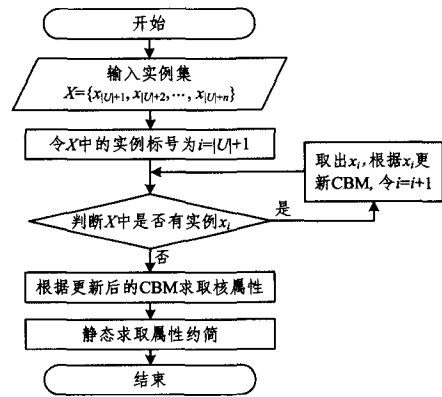 开始
输入实例集
X={x|U|+1, x|U|+2, …, x|U|+n}
令X中的实例标号为i=|U|+1
取出xi,根据xi更
新CBM, 令i=i+1
判断X中是否有实例xi
是
否
根据更新后的CBM求取核属性
静态求取属性约简
结束